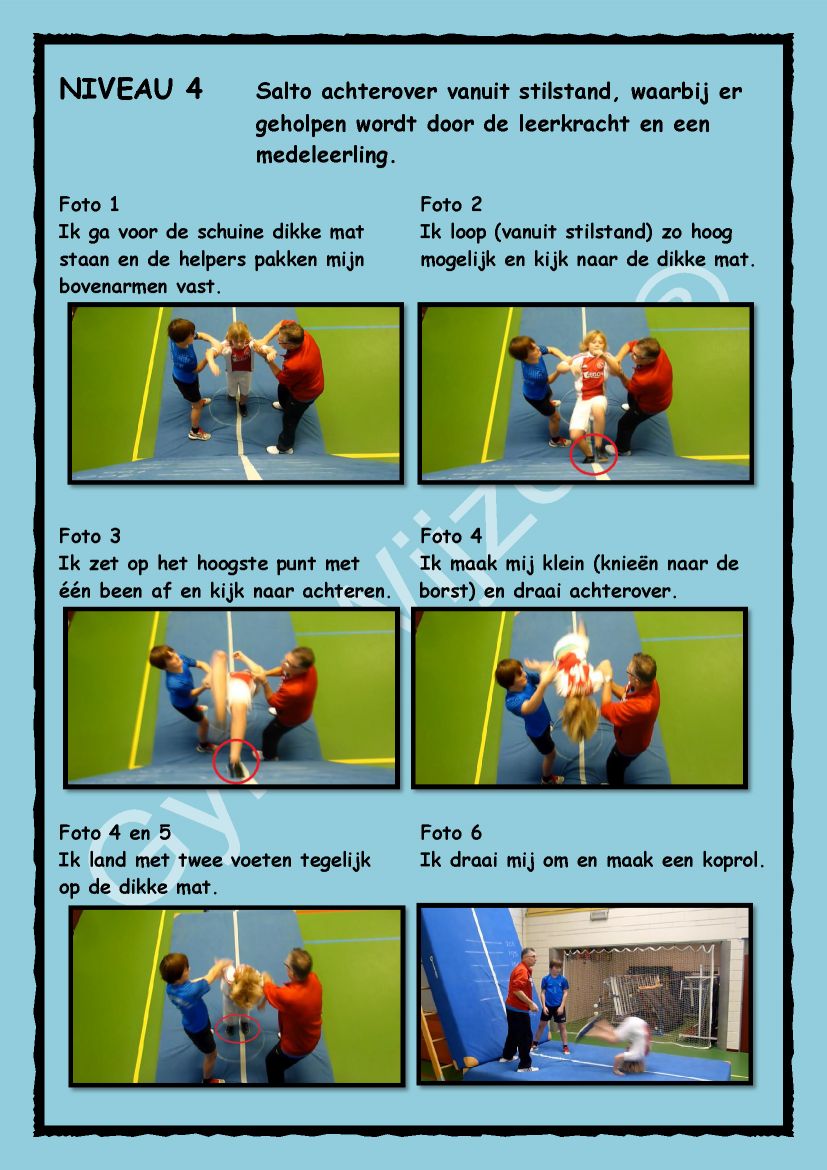 NIVEAU 4
Salto achterover vanuit stilstand, waarbij er
geholpen wordt door de leerkracht en een
medeleerling.
Foto 1
Ik ga voor de schuine dikke mat
staan en de helpers pakken mijn
bovenarmen vast.
Foto 2
Ik loop (vanuit stilstand) zo hoog
mogelijk en kijk naar de dikke mat.
Foto 3
Ik zet op het hoogste punt met
één been af en kijk naar achteren.
Foto 4
Ik maak mij klein (knieën naar de
borst) en draai achterover.
Foto 4 en 5
Ik land met twee voeten tegelijk
op de dikke mat.
Foto 6
Ik draai mij om en maak een koprol.